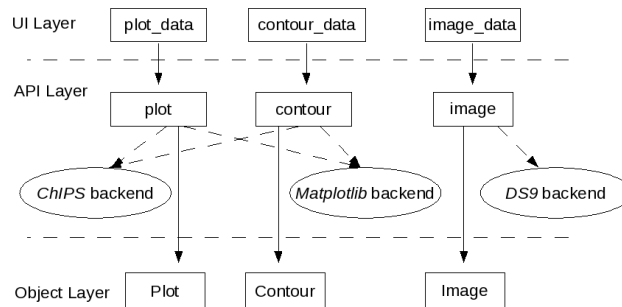 UI Layer
plot_data
contour_data
image_data
API Layer
plot
contour
image
ChIPS backend
Matplotlib backend
DS9 backend
Object Layer
Plot
Contour
Image